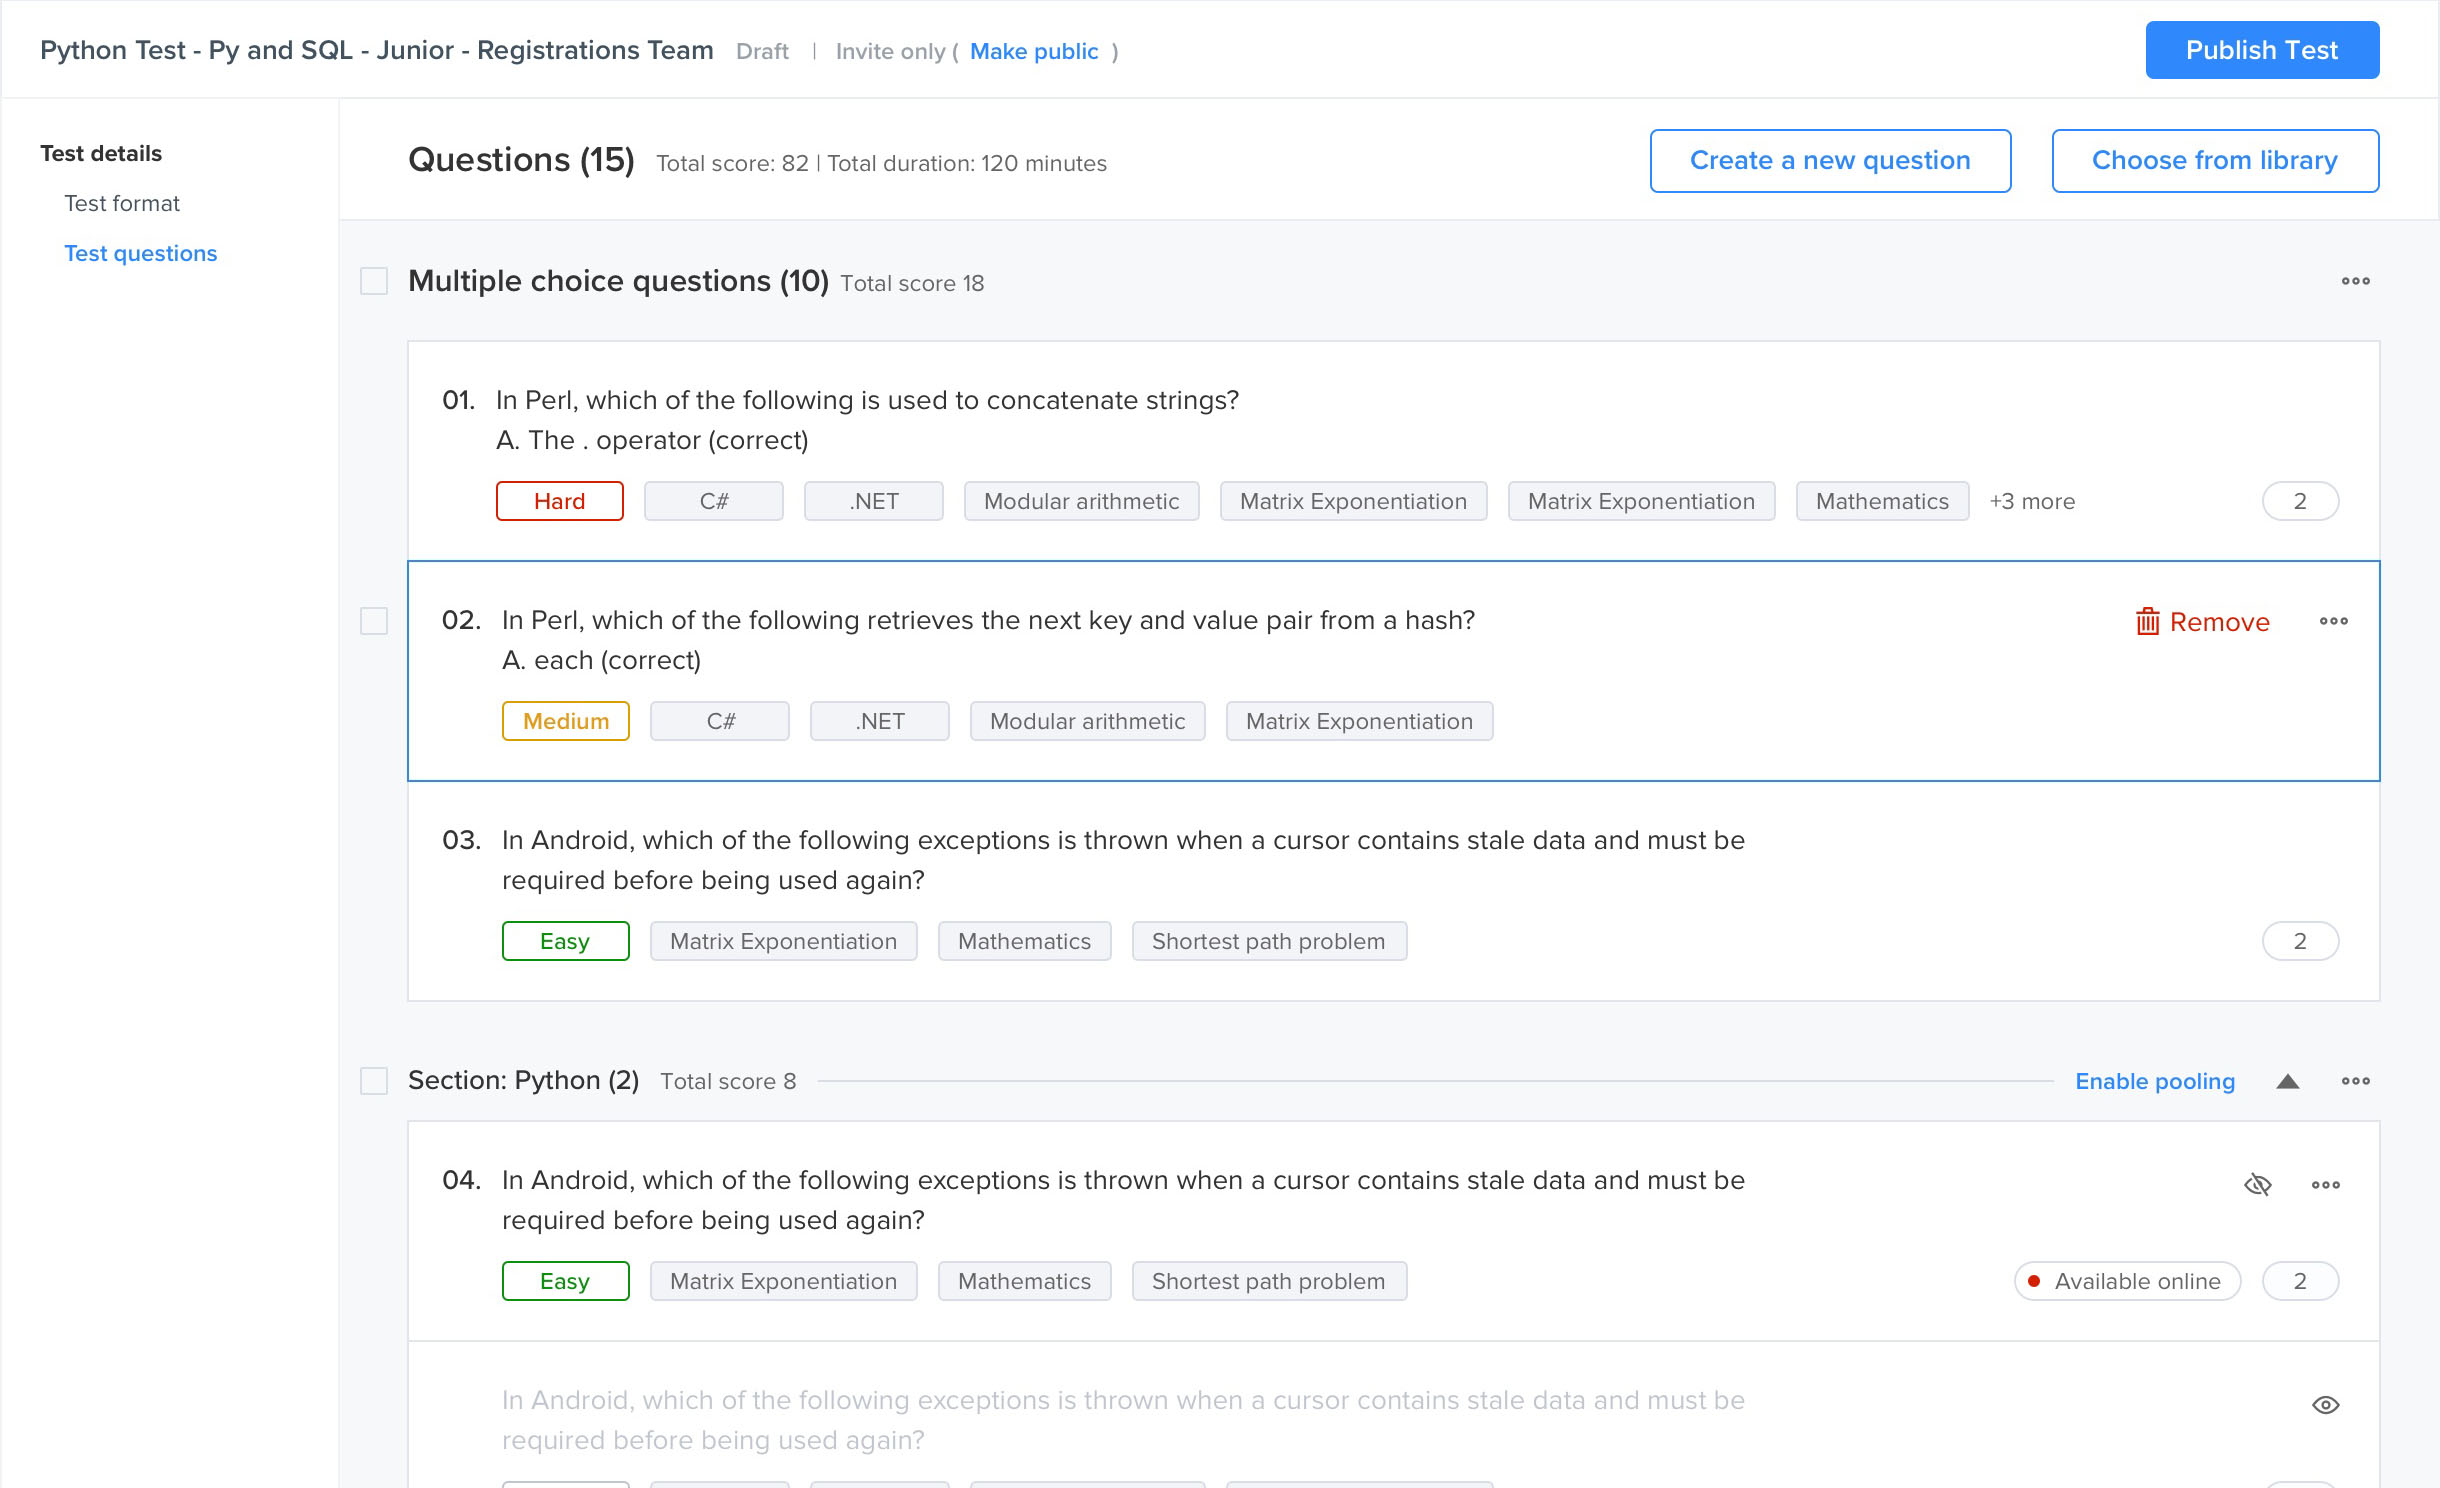 Python Test - Py and SQL - Junior - Registrations Team Draft | Invite only ( Make public )
Publish Test
Test details
Test format
Test questions
Questions (15) Total score: 82 | Total duration: 120 minutes
Create a new question
Choose from library
Multiple choice questions (10) Total score 18
01. In Perl, which of the following is used to concatenate strings?
A. The . operator (correct)
Hard C# .NET Modular arithmetic Matrix Exponentiation Matrix Exponentiation Mathematics +3 more 2
02. In Perl, which of the following retrieves the next key and value pair from a hash?
Remove
A. each (correct)
Medium C# .NET Modular arithmetic Matrix Exponentiation
03. In Android, which of the following exceptions is thrown when a cursor contains stale data and must be
required before being used again?
Easy Matrix Exponentiation Mathematics Shortest path problem 2
Section: Python (2) Total score 8 Enable pooling
04. In Android, which of the following exceptions is thrown when a cursor contains stale data and must be
required before being used again?
Easy Matrix Exponentiation Mathematics Shortest path problem Available online 2
In Android, which of the following exceptions is thrown when a cursor contains stale data and must be
required before being used again?